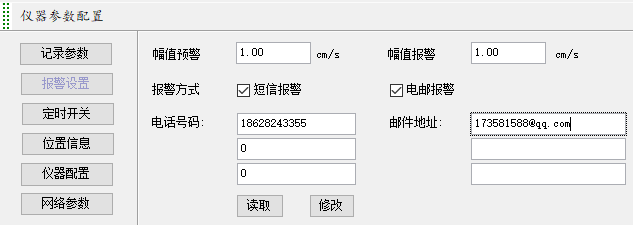 仪器参数配置
记录参数
报警设置
定时开关
位置信息
仪器配置
网络参数
幅值预警 1.00 cm/s 幅值报警 1.00 cm/s
报警方式 短信报警 电邮报警
电话号码: 18628243355 邮件地址: 173581588@qq.com
0
0
读取 修改